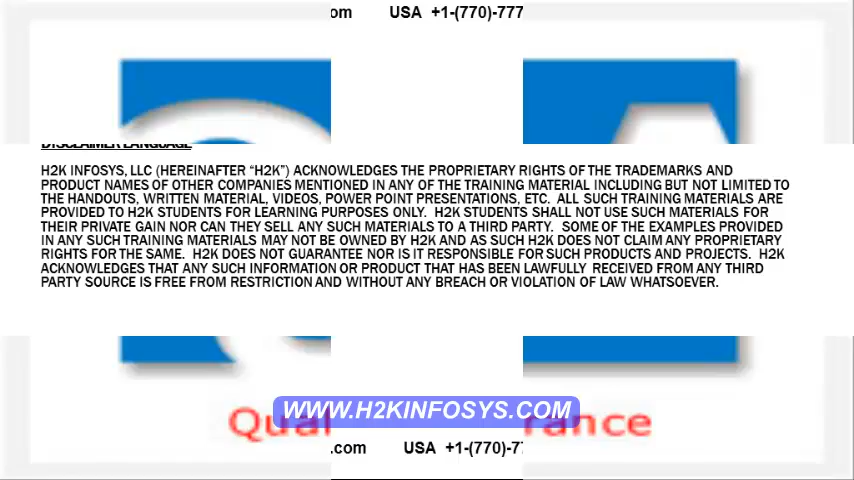 om USA +1-(770)-777
DISCLAIMER LANGUAGE
H2K INFOSYS, LLC (HEREINAFTER “H2K”) ACKNOWLEDGES THE PROPRIETARY RIGHTS OF THE TRADEMARKS AND
PRODUCT NAMES OF OTHER COMPANIES MENTIONED IN ANY OF THE TRAINING MATERIAL INCLUDING BUT NOT LIMITED TO
THE HANDOUTS, WRITTEN MATERIAL, VIDEOS, POWER POINT PRESENTATIONS, ETC. ALL SUCH TRAINING MATERIALS ARE
PROVIDED TO H2K STUDENTS FOR LEARNING PURPOSES ONLY. H2K STUDENTS SHALL NOT USE SUCH MATERIALS FOR
THEIR PRIVATE GAIN NOR CAN THEY SELL ANY SUCH MATERIALS TO A THIRD PARTY. SOME OF THE EXAMPLES PROVIDED
IN ANY SUCH TRAINING MATERIALS MAY NOT BE OWNED BY H2K AND AS SUCH H2K DOES NOT CLAIM ANY PROPRIETARY
RIGHTS FOR THE SAME. H2K DOES NOT GUARANTEE NOR IS IT RESPONSIBLE FOR SUCH PRODUCTS AND PROJECTS. H2K
ACKNOWLEDGES THAT ANY SUCH INFORMATION OR PRODUCT THAT HAS BEEN LAWFULLY RECEIVED FROM ANY THIRD
PARTY SOURCE IS FREE FROM RESTRICTION AND WITHOUT ANY BREACH OR VIOLATION OF LAW WHATSOEVER.
WWW.H2KINFOSYS.COM
Qual rance
.com USA +1-(770)-77